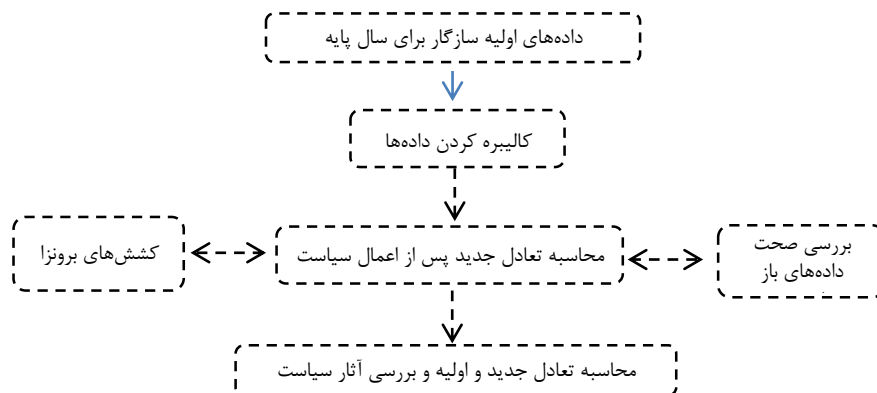 داده‌های اولیه سازگار برای سال پایه
کالیبره کردن داده‌ها
کشش‌های برونزا
محاسبه تعادل جدید پس از اعمال سیاست
بررسی صحت
داده‌های باز
محاسبه تعادل جدید و اولیه و بررسی آثار سیاست